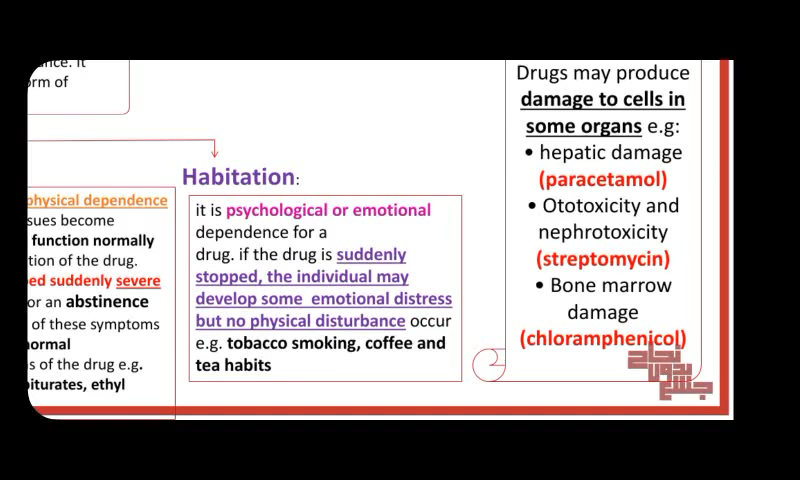 orm of
Habitation:
it is psychological or emotional
dependence for a
drug. if the drug is suddenly
stopped, the individual may
develop some emotional distress
but no physical disturbance occur
e.g. tobacco smoking, coffee and
tea habits
physical dependence
sues become
function normally
tion of the drug.
ed suddenly severe
or an abstinence
of these symptoms
normal
s of the drug e.g.
iturates, ethyl
Drugs may produce
damage to cells in
some organs e.g:
• hepatic damage
(paracetamol)
• Ototoxicity and
nephrotoxicity
(streptomycin)
• Bone marrow
damage
(chloramphenicol)
نجاح
بدون